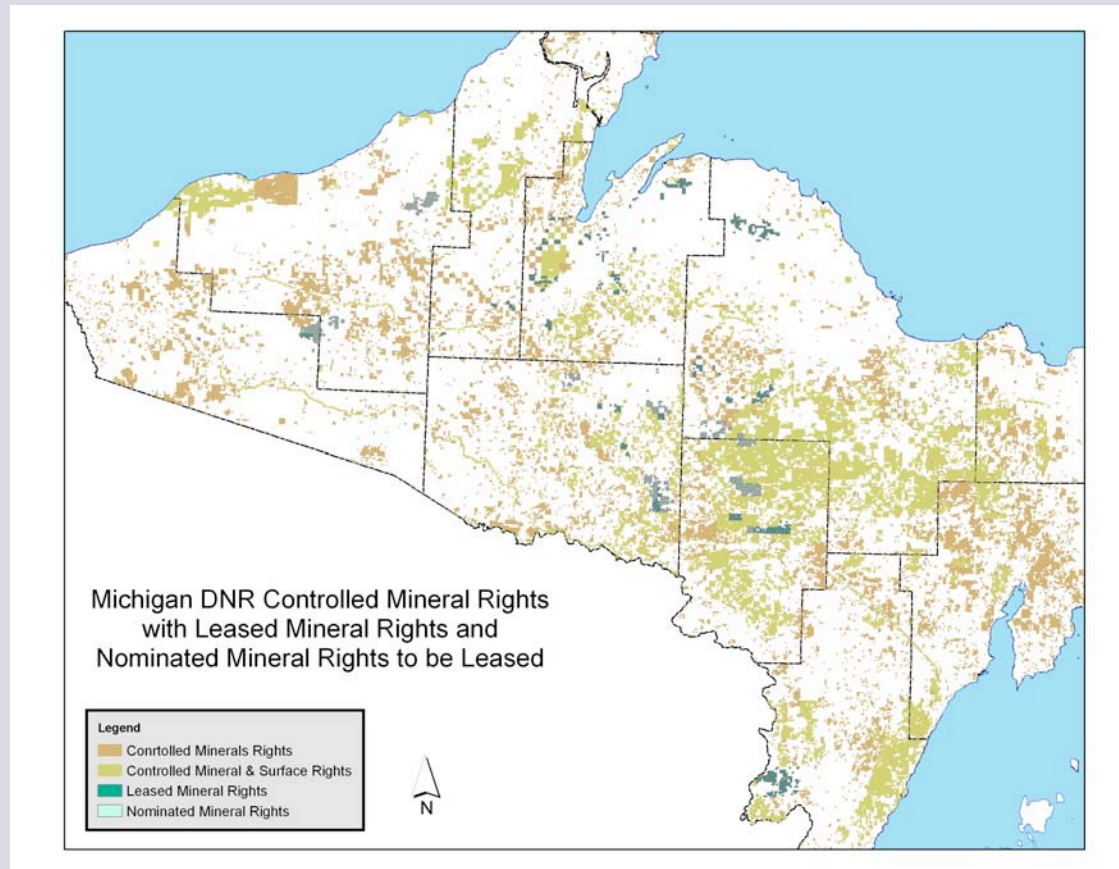 Michigan DNR Controlled Mineral Rights
with Leased Mineral Rights and
Nominated Mineral Rights to be Leased
Legend
Conrtolled Minerals Rights
Controlled Mineral & Surface Rights
Leased Mineral Rights
Nominated Mineral Rights
N